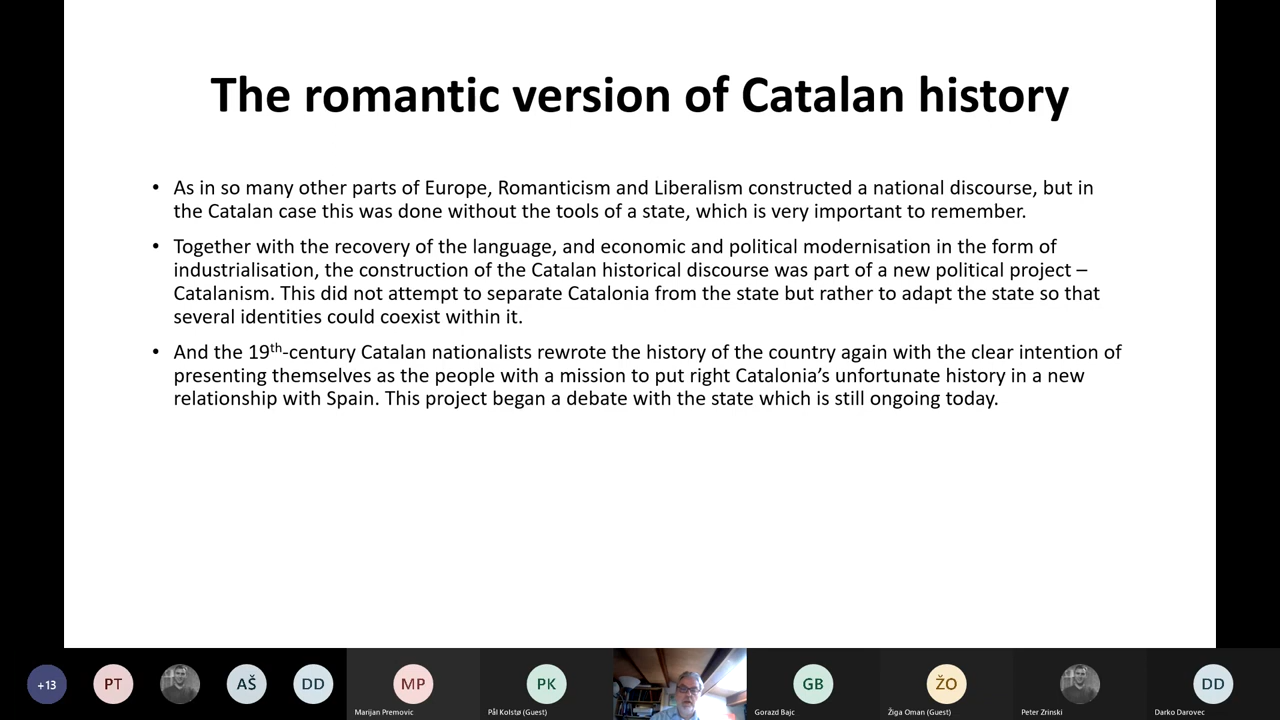 The romantic version of Catalan history
• As in so many other parts of Europe, Romanticism and Liberalism constructed a national discourse, but in
the Catalan case this was done without the tools of a state, which is very important to remember.
• Together with the recovery of the language, and economic and political modernisation in the form of
industrialisation, the construction of the Catalan historical discourse was part of a new political project –
Catalanism. This did not attempt to separate Catalonia from the state but rather to adapt the state so that
several identities could coexist within it.
• And the 19th-century Catalan nationalists rewrote the history of the country again with the clear intention of
presenting themselves as the people with a mission to put right Catalonia’s unfortunate history in a new
relationship with Spain. This project began a debate with the state which is still ongoing today.
+13 PT AŠ DD MP PK GB ŽO DD
Marijan Premovic Pål Kolstø (Guest) Gorazd Bajc Žiga Oman (Guest) Peter Zrinski Darko Darovec